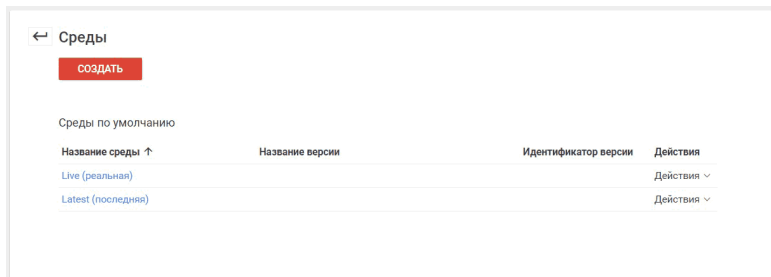 Среды
СОЗДАТЬ
Среды по умолчанию
Название среды ↑ Название версии Идентификатор версии Действия
Live (реальная) Действия
Latest (последняя) Действия